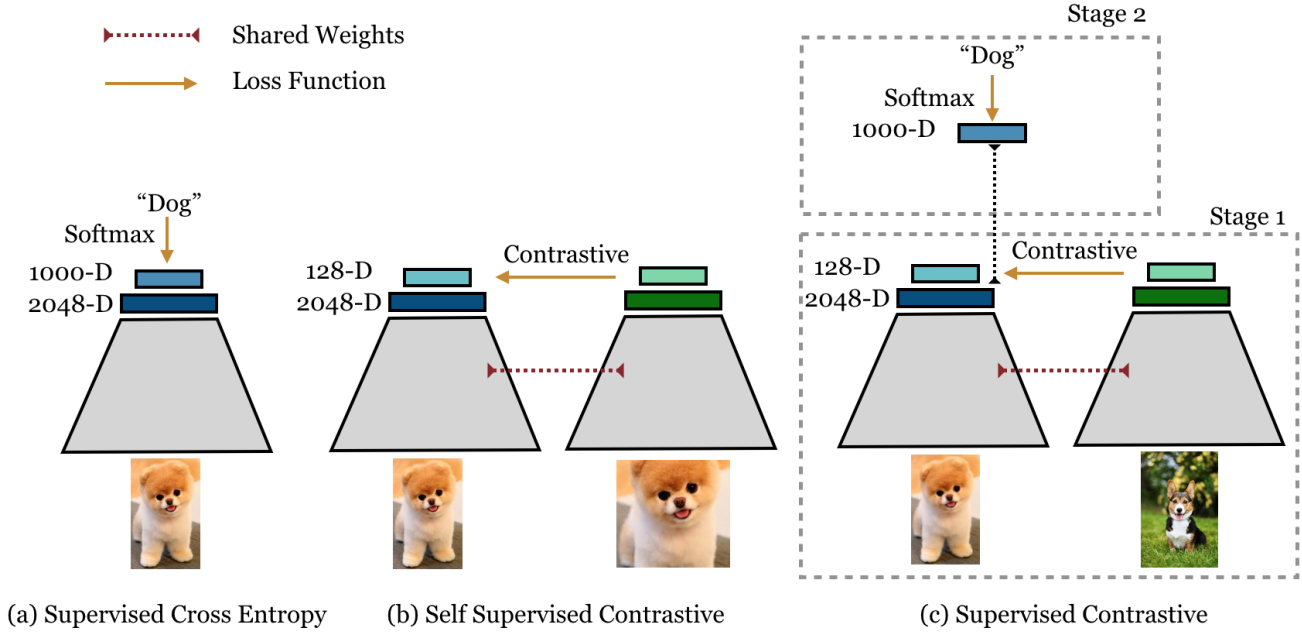 Shared Weights
Loss Function
“Dog”
Softmax
1000-D
2048-D
(a) Supervised Cross Entropy
Contrastive
128-D
2048-D
(b) Self Supervised Contrastive
Stage 2
“Dog”
Softmax
1000-D
Stage 1
Contrastive
128-D
2048-D
(c) Supervised Contrastive